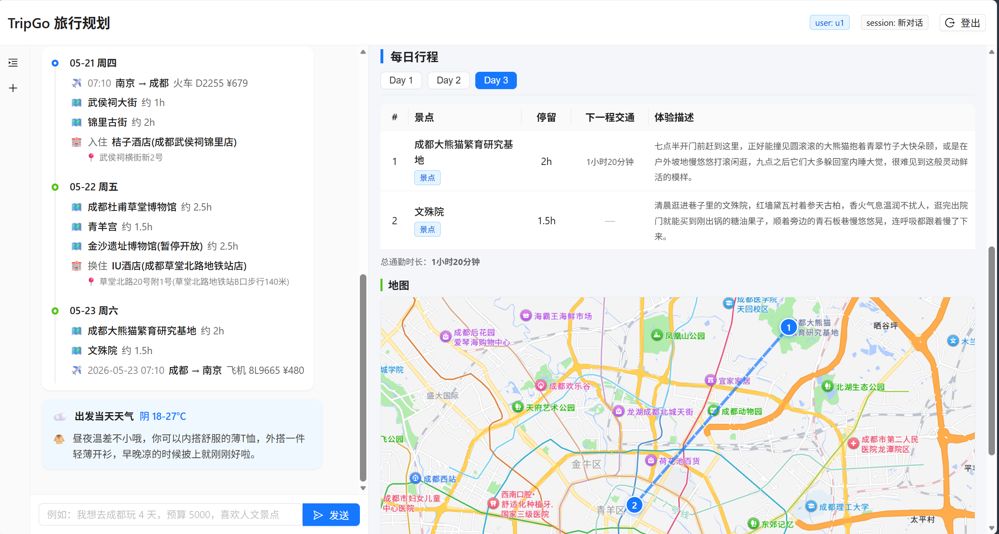 TripGo 旅行规划
user: u1
session: 新对话
登出
05-21 周四
07:10 南京 → 成都 火车 D2255 ¥679
武侯祠大街 约 1h
锦里古街 约 2h
入住 桔子酒店(成都武侯祠锦里店)
武侯祠横街新2号
05-22 周五
成都杜甫草堂博物馆 约 2.5h
青羊宫 约 1.5h
金沙遗址博物馆(暂停开放) 约 2.5h
换住 IU酒店(成都草堂北路地铁站店)
草堂北路20号附1号(草堂北路地铁站B口步行140米)
05-23 周六
成都大熊猫繁育研究基地 约 2h
文殊院 约 1.5h
2026-05-23 07:10 成都 → 南京 飞机 8L9665 ¥480
出发当天天气 阴 18-27°C
昼夜温差不小哦，你可以内搭舒服的薄T恤，外搭一件
轻薄开衫，早晚凉的时候披上就刚刚好啦。
例如：我想去成都玩 4 天，预算 5000，喜欢人文景点
发送
每日行程
Day 1
Day 2
Day 3
# 景点 停留 下一程交通 体验描述
1
成都大熊猫繁育研究基
地
景点
2h
1小时20分钟
七点半开门前赶到这里，正好能撞见圆滚滚的大熊猫抱着青翠竹子大快朵颐，或是在
户外坡地慢悠悠打滚闲逛，九点之后它们大多躲回室内睡大觉，很难见到这般灵动鲜
活的模样。
2
文殊院
景点
1.5h
—
清晨逛进巷子里的文殊院，红墙黛瓦衬着参天古柏，香火气息温润不扰人，逛完出院
门就能买到刚出锅的糖油果子，顺着旁边的青石板巷慢悠悠晃，连呼吸都跟着慢了下
来。
总通勤时长：1小时20分钟
地图
成都医学院
天回校区
海霸王海鲜市场
成都后花园
爱琴海购物中心
凤凰山公园
1
都大熊猫
育研究基地
晒谷坪
文
木兰
城学院
宜家家居
成都欢乐谷
北湖生态公园
盛大国际
天府艺术公园
龙湖成都北城天街
成都动物园
飞公园
成都市第二人民
医院龙潭院区
荷花池百货
金牛区
成都西站
西南口腔•
舒适化种植牙.
国家三级医院
成都市妇女儿童
中心医院
青羊区
2
17号线
成都理工大学
太平村
东郊记忆